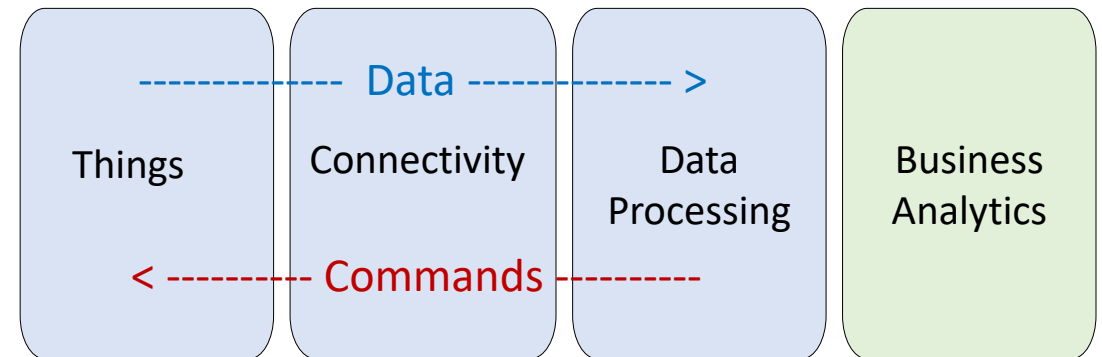 ------------- Data ------------- >
Things
Connectivity
Data
Processing
Business
Analytics
< --------- Commands ---------